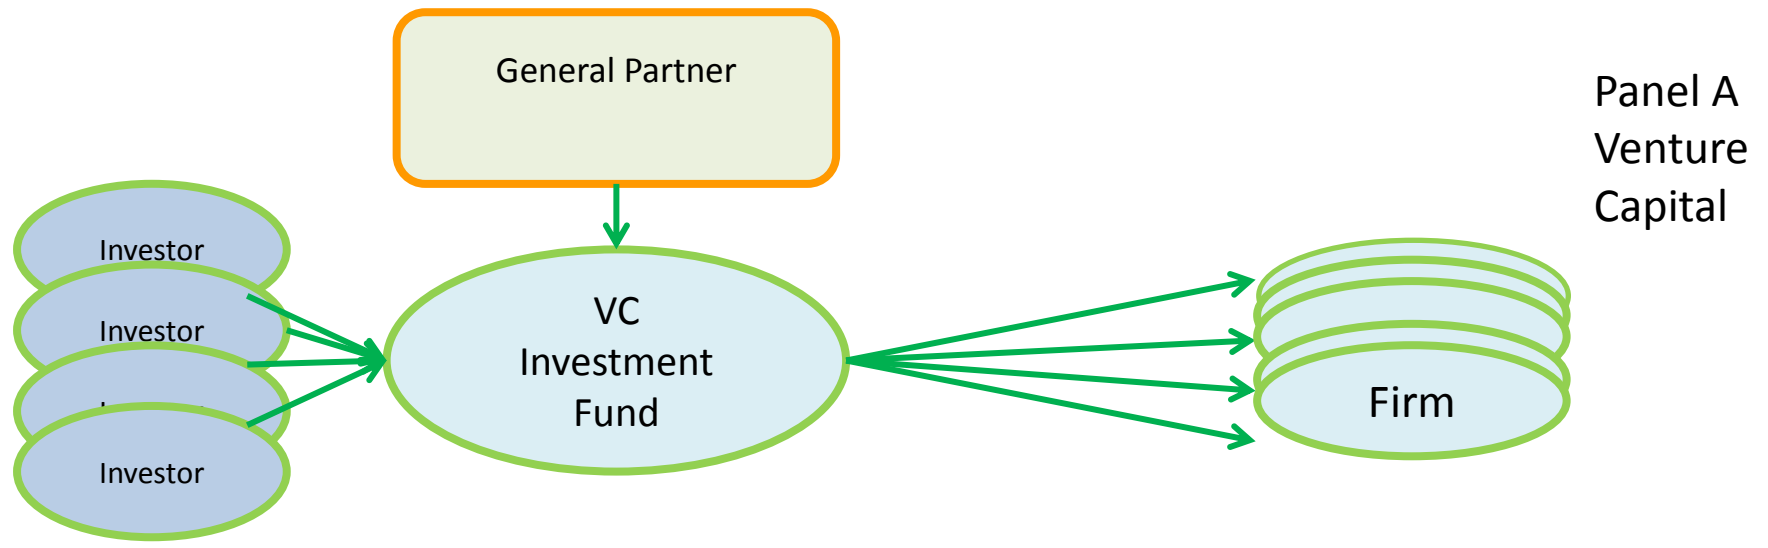 General Partner
Panel A
Venture
Capital
Investor
Investor
Investor
VC
Investment
Fund
Firm